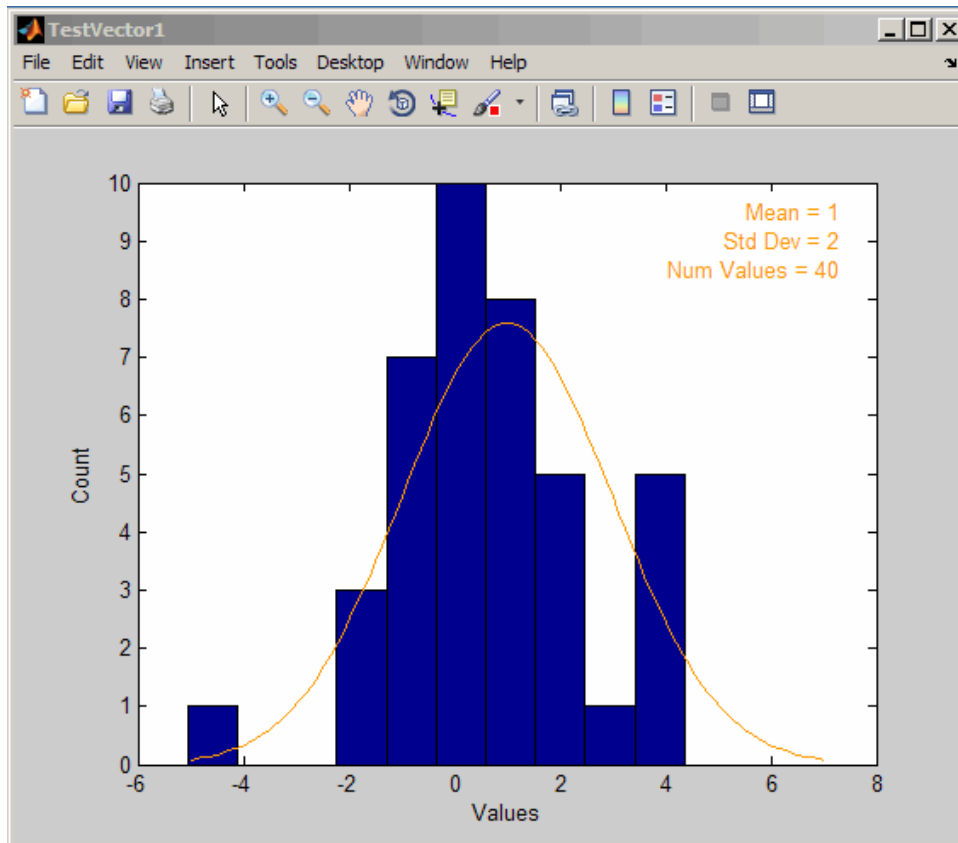 TestVector1
File Edit View Insert Tools Desktop Window Help
Mean = 1
Std Dev = 2
Num Values = 40
10
9
8
7
6
5
4
3
2
1
0
Count
-6 -4 -2 0 2 4 6 8
Values